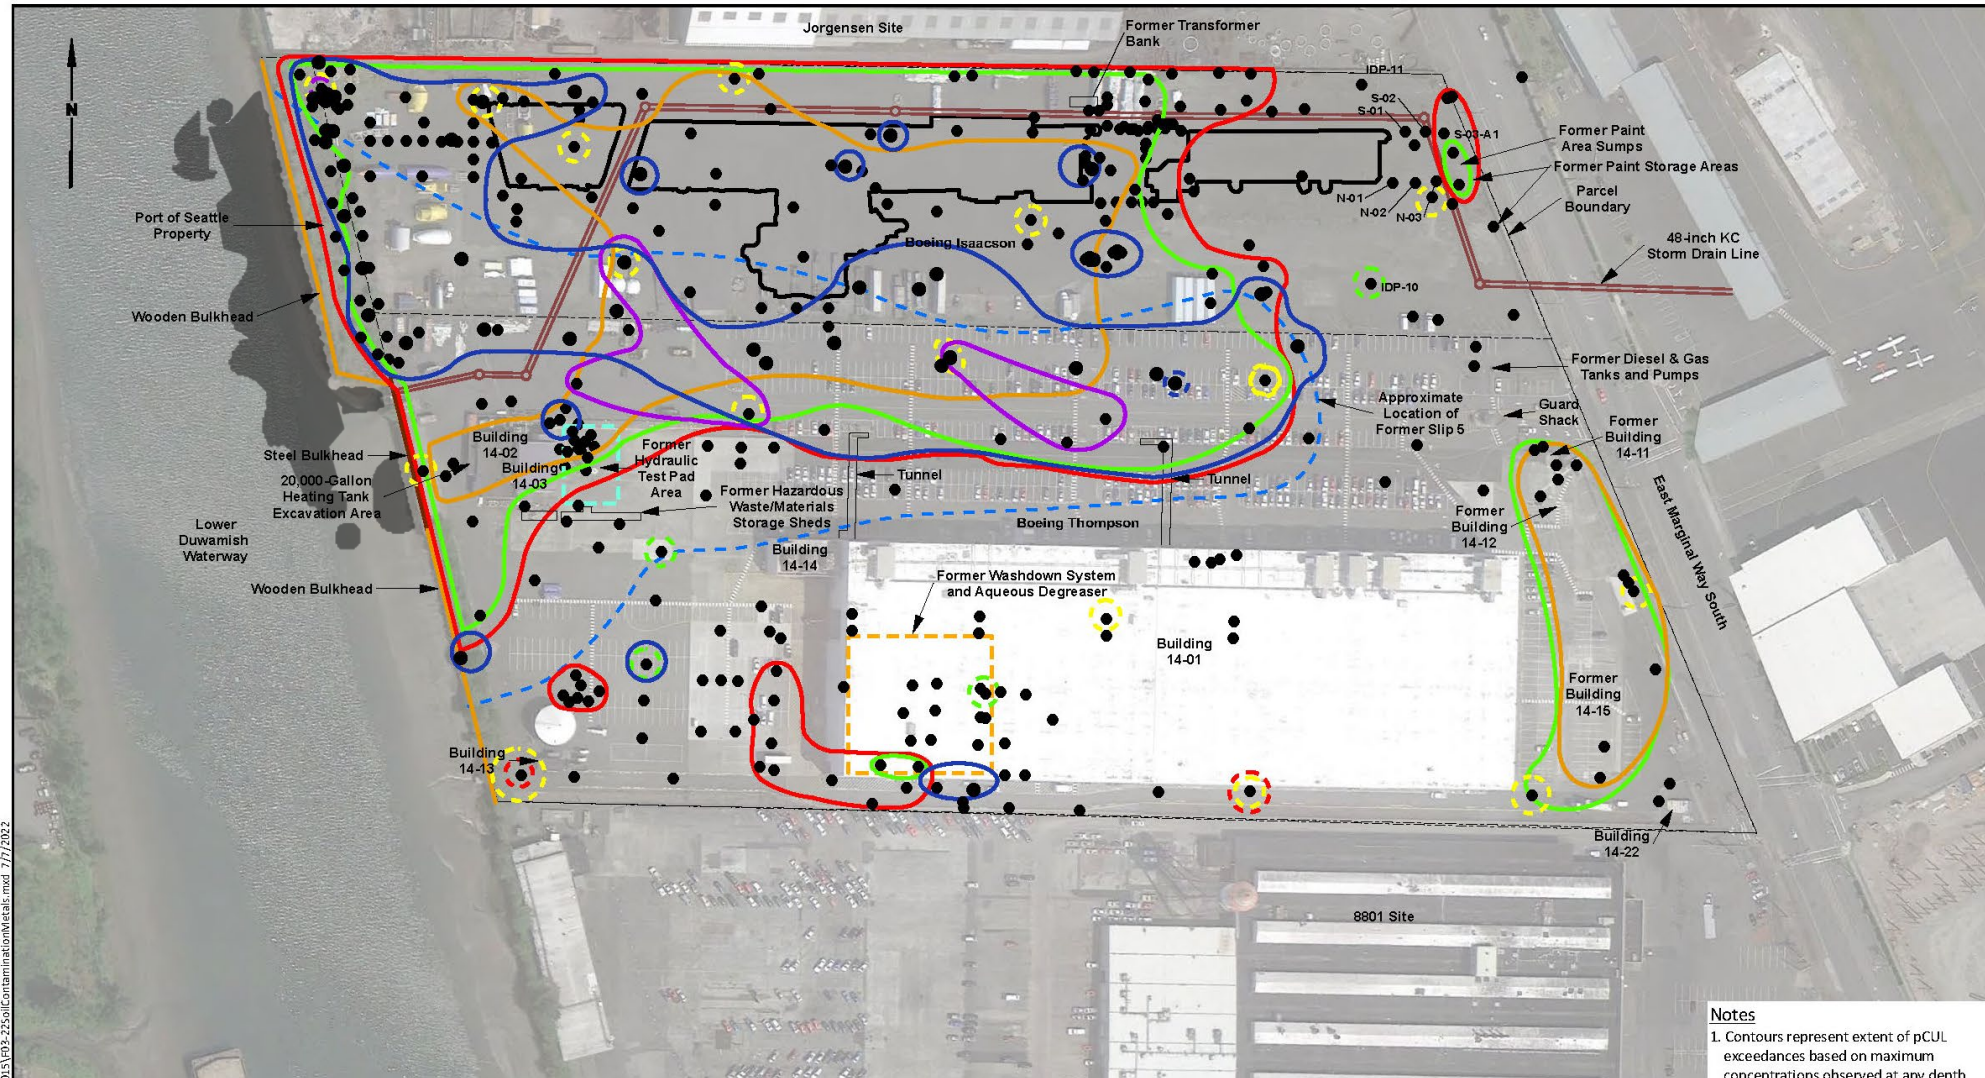 Jorgensen Site
Former Transformer
Bank
N
IDP-11
S-02
S-01
S-03-A1
Former Paint
Area Sumps
Former Paint Storage Areas
Parcel
Boundary
N-01
N-02
N-03
Port of Seattle
Property
Boeing Isaacson
48-inch KC
Storm Drain Line
IDP-10
Wooden Bulkhead
Former Diesel & Gas
Tanks and Pumps
Approximate
Location of
Former Slip 5
Guard
Shack
Former
Building
14-11
Building
14-02
Steel Bulkhead
Building
14-03
Former
Hydraulic
Test Pad
Area
20,000-Gallon
Heating Tank
Excavation Area
Tunnel
Tunnel
Former Hazardous
Waste/Materials
Storage Sheds
Boeing Thompson
Former
Building
14-12
East Marginal Way South
Lower
Duwamish
Waterway
Building
14-14
Wooden Bulkhead
Former Washdown System
and Aqueous Degreaser
Building
14-01
Former
Building
14-15
Building
14-13
Building
14-22
8801 Site
015\F03-22SoilContaminationMetals.mxd 7/7/2022
Notes
1. Contours represent extent of pCUL
exceedances based on maximum
concentrations observed at any depth